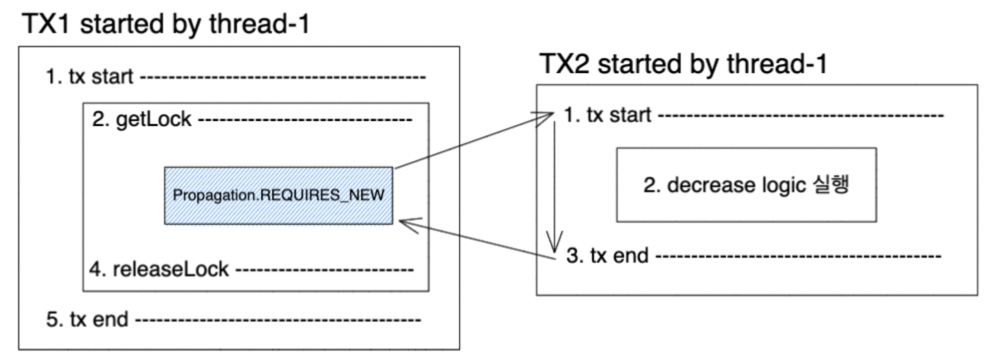 TX1 started by thread-1
1. tx start
2. getLock
Propagation.REQUIRES_NEW
4. releaseLock
5. tx end
TX2 started by thread-1
1. tx start
2. decrease logic 실행
3. tx end